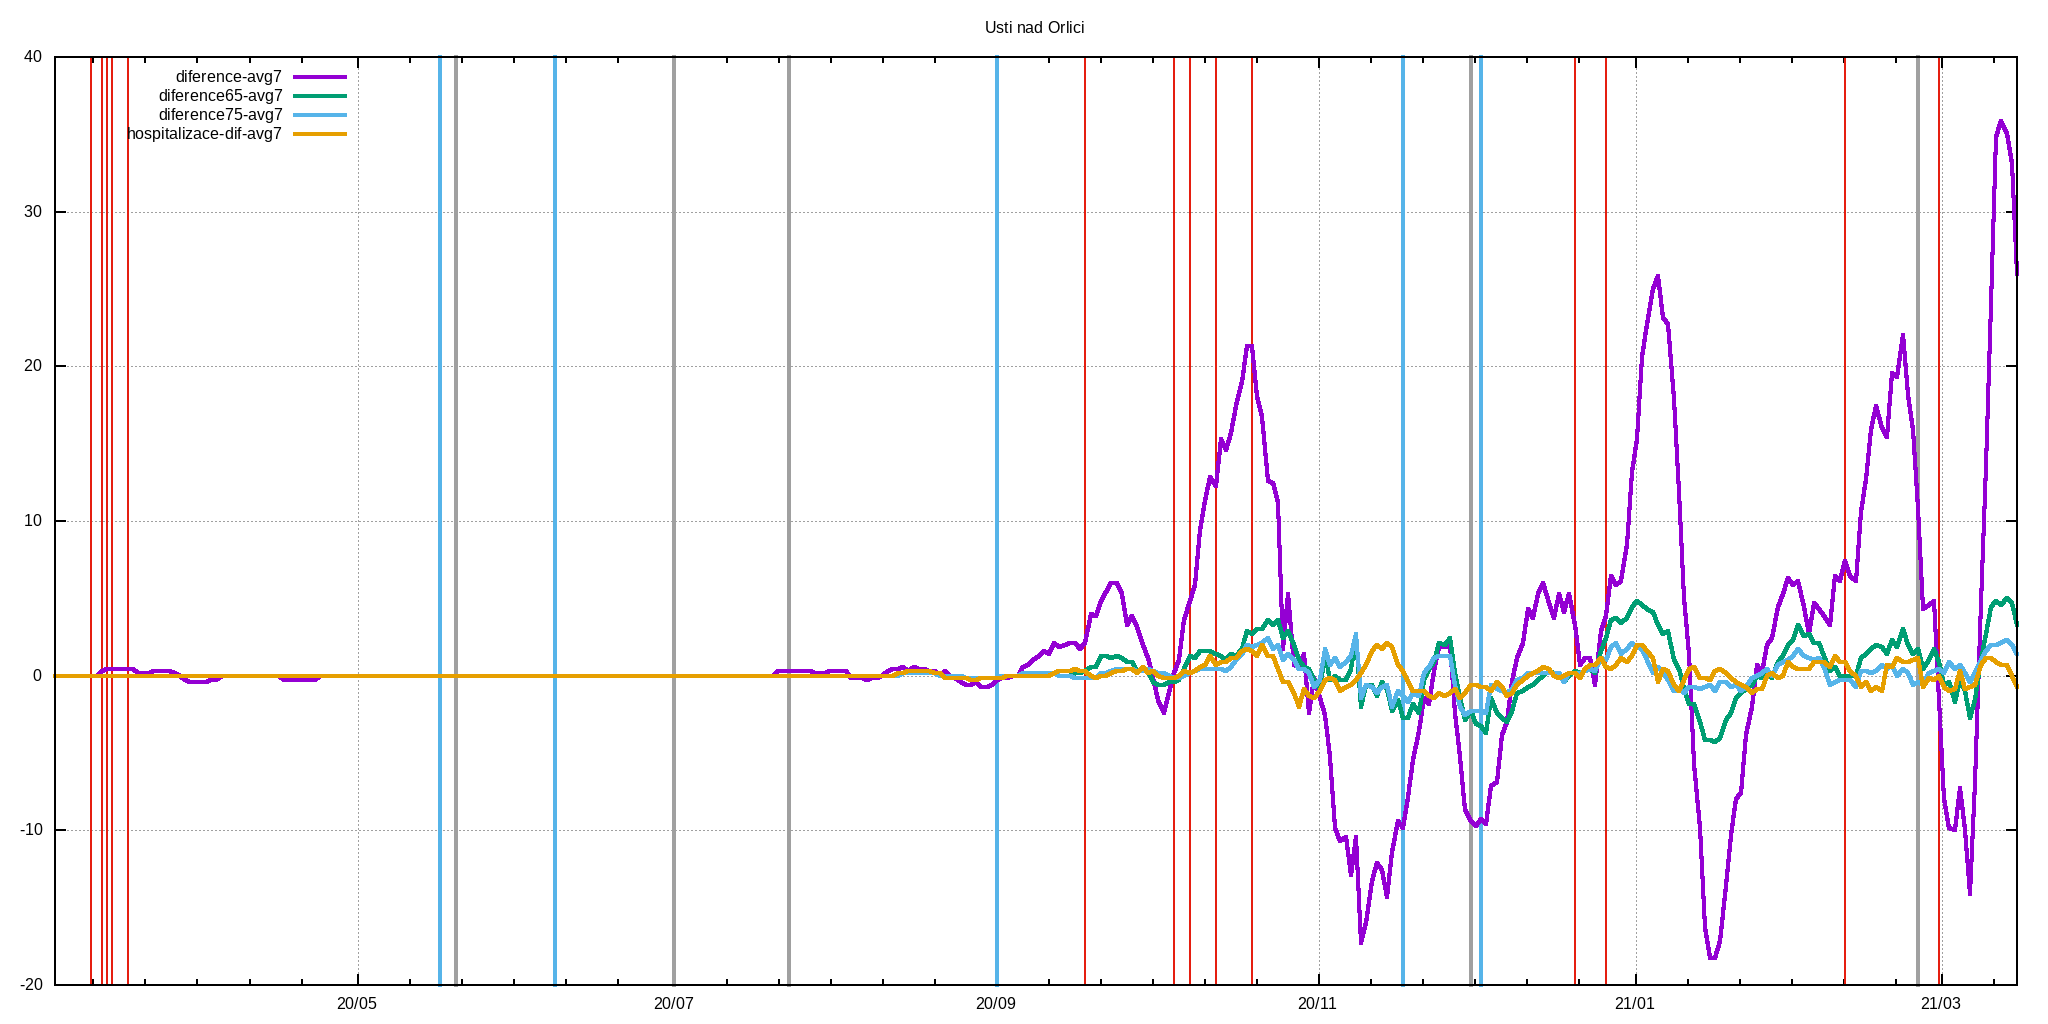 Usti nad Orlici
40
diference-avg7
diference65-avg7
diference75-avg7
hospitalizace-dif-avg7
30
20
10
0
-10
-20
20/05 20/07 20/09 20/11 21/01 21/03